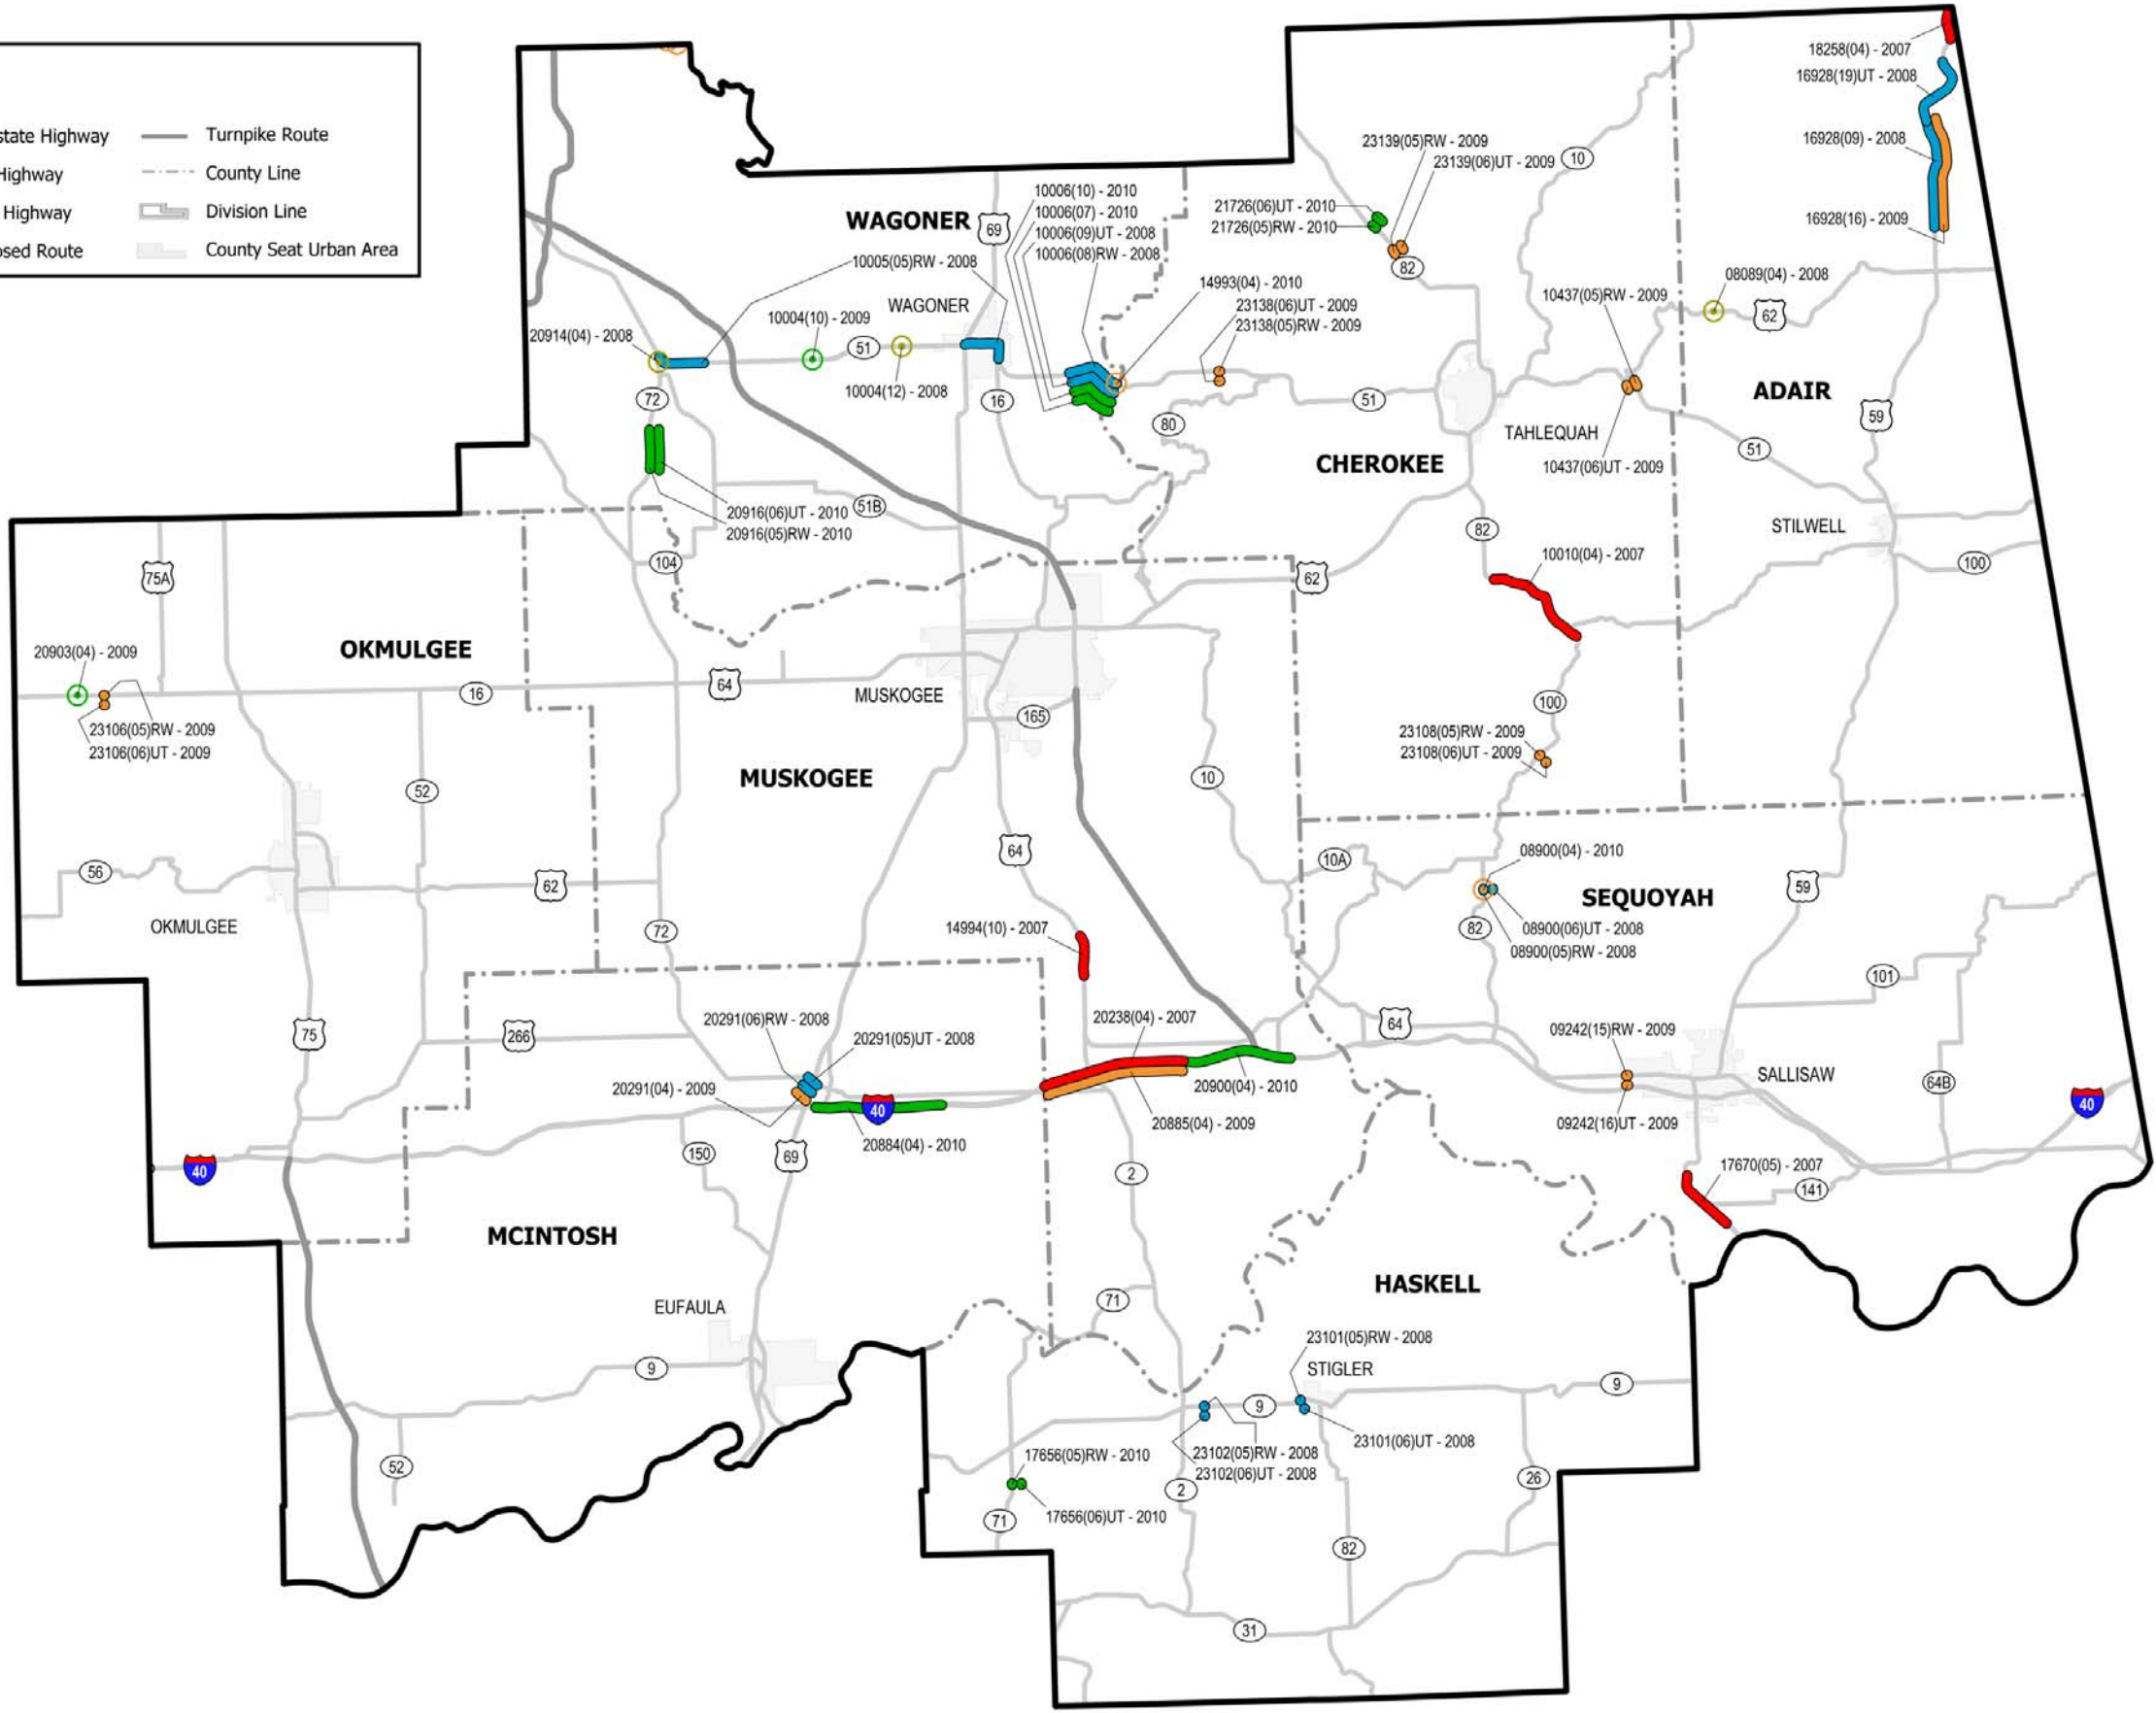 state Highway
Turnpike Route
Highway
County Line
Highway
Division Line
osed Route
County Seat Urban Area
18258(04) - 2007
16928(19)UT - 2008
16928(09) - 2008
16928(16) - 2009
23139(05)RW - 2009
23139(06)UT - 2009
10
10006(10) - 2010
10006(07) - 2010
10006(09)UT - 2008
10006(08)RW - 2008
21726(06)UT - 2010
21726(05)RW - 2010
82
WAGONER
69
10005(05)RW - 2008
WAGONER
14993(04) - 2010
23138(06)UT - 2009
23138(05)RW - 2009
10437(05)RW - 2009
08089(04) - 2008
62
20914(04) - 2008
10004(10) - 2009
51
10004(12) - 2008
72
16
80
51
TAHLEQUAH
ADAIR
59
CHEROKEE
10437(06)UT - 2009
51
20916(06)UT - 2010
20916(05)RW - 2010
51B
82
STILWELL
104
100
75A
62
10010(04) - 2007
OKMULGEE
20903(04) - 2009
16
64
MUSKOGEE
100
165
23106(05)RW - 2009
23106(06)UT - 2009
23108(05)RW - 2009
23108(06)UT - 2009
MUSKOGEE
10
52
64
10A
08900(04) - 2010
56
62
SEQUOYAH
59
OKMULGEE
72
14994(10) - 2007
82
08900(06)UT - 2008
08900(05)RW - 2008
101
20291(06)RW - 2008
20238(04) - 2007
64
75
266
20291(05)UT - 2008
09242(15)RW - 2009
SALLISAW
20291(04) - 2009
20900(04) - 2010
64B
40
40
20885(04) - 2009
09242(16)UT - 2009
20884(04) - 2010
150
69
40
2
17670(05) - 2007
141
MCINTOSH
HASKELL
EUFAULA
71
23101(05)RW - 2008
STIGLER
9
9
9
23101(06)UT - 2008
17656(05)RW - 2010
23102(05)RW - 2008
23102(06)UT - 2008
52
2
26
17656(06)UT - 2010
71
82
31